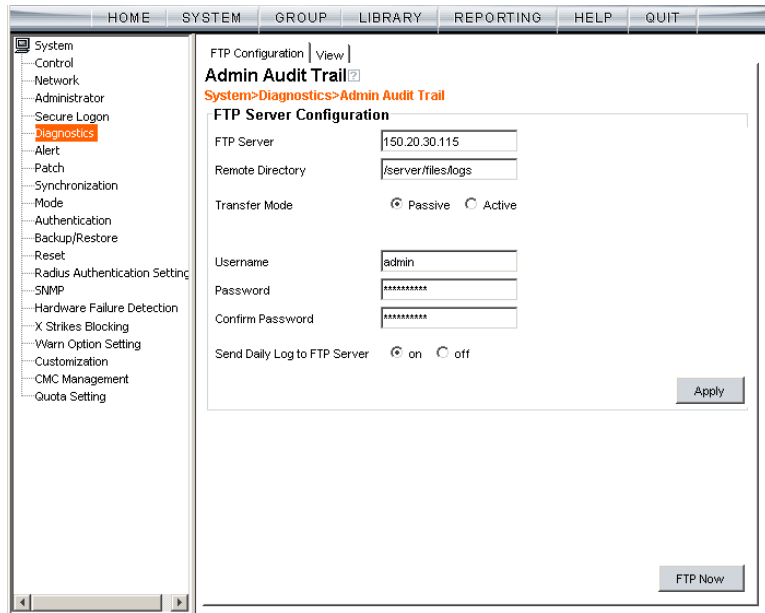 HOME SYSTEM GROUP LIBRARY REPORTING HELP QUIT
System
Control
Network
Administrator
Secure Logon
Diagnostics
Alert
Patch
Synchronization
Mode
Authentication
Backup/Restore
Reset
Radius Authentication Setting
SNMP
Hardware Failure Detection
X Strikes Blocking
Warn Option Setting
Customization
CMC Management
Quota Setting
FTP Configuration View
Admin Audit Trail ?
System>Diagnostics>Admin Audit Trail
FTP Server Configuration
FTP Server 150.20.30.115
Remote Directory /server/files/logs
Transfer Mode Passive Active
Username admin
Password **********
Confirm Password **********
Send Daily Log to FTP Server on off
Apply
FTP Now